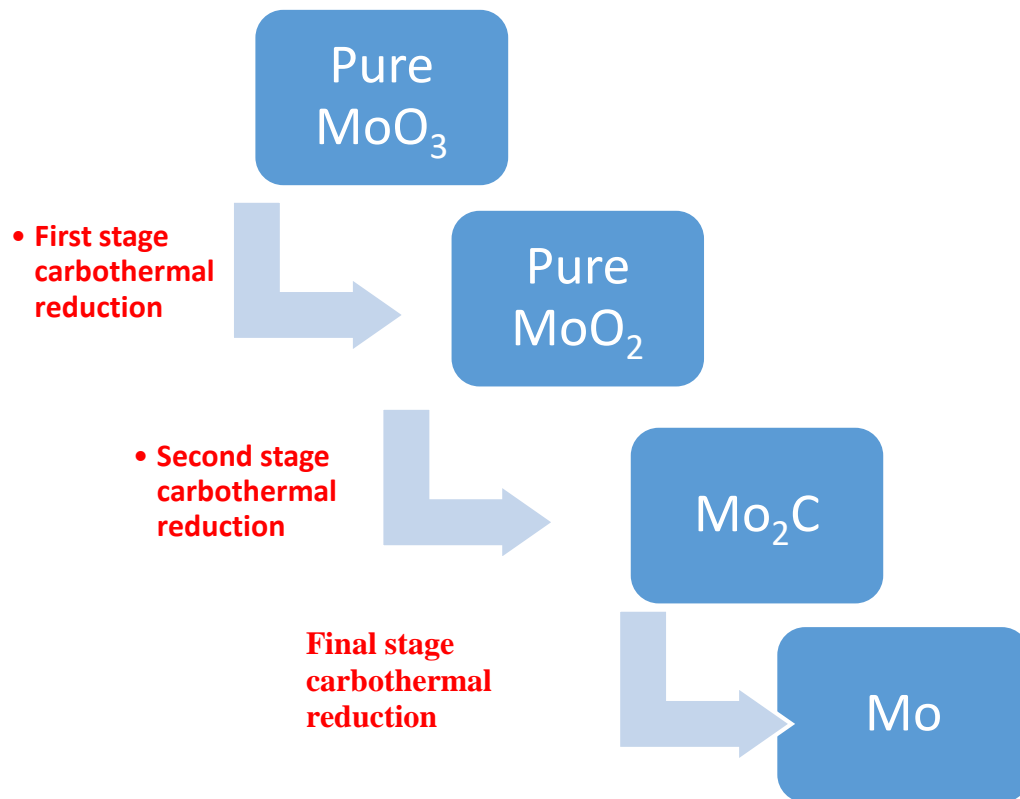 Pure
MoO₃
• First stage
carbothermal
reduction
Pure
MoO₂
• Second stage
carbothermal
reduction
Mo₂C
Final stage
carbothermal
reduction
Mo